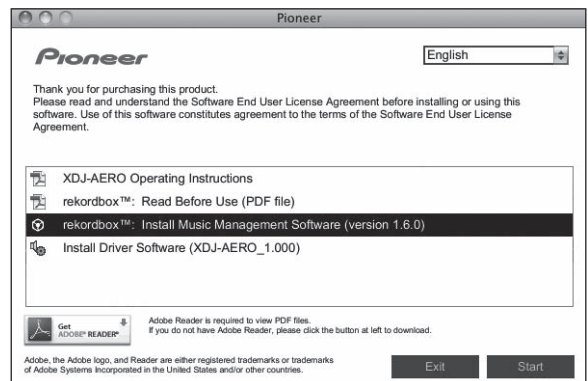 Pioneer
Pioneer
English
Thank you for purchasing this product.
Please read and understand the Software End User License Agreement before installing or using this
software. Use of this software constitutes agreement to the terms of the Software End User License
Agreement.
XDJ-AERO Operating Instructions
rekordbox™: Read Before Use (PDF file)
rekordbox™: Install Music Management Software (version 1.6.0)
Install Driver Software (XDJ-AERO_1.000)
Get
ADOBE® READER®
Adobe Reader is required to view PDF files.
If you do not have Adobe Reader, please click the button at left to download.
Adobe, the Adobe logo, and Reader are either registered trademarks or trademarks
of Adobe Systems Incorporated in the United States and/or other countries.
Exit
Start